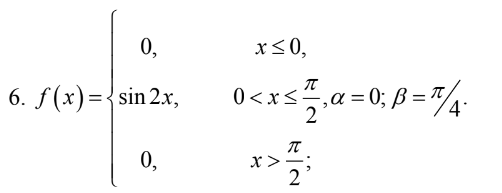 0, x ≤ 0,
6. f(x) = { sin 2x, 0 < x ≤ π/2, α = 0; β = π/4.
0, x > π/2;